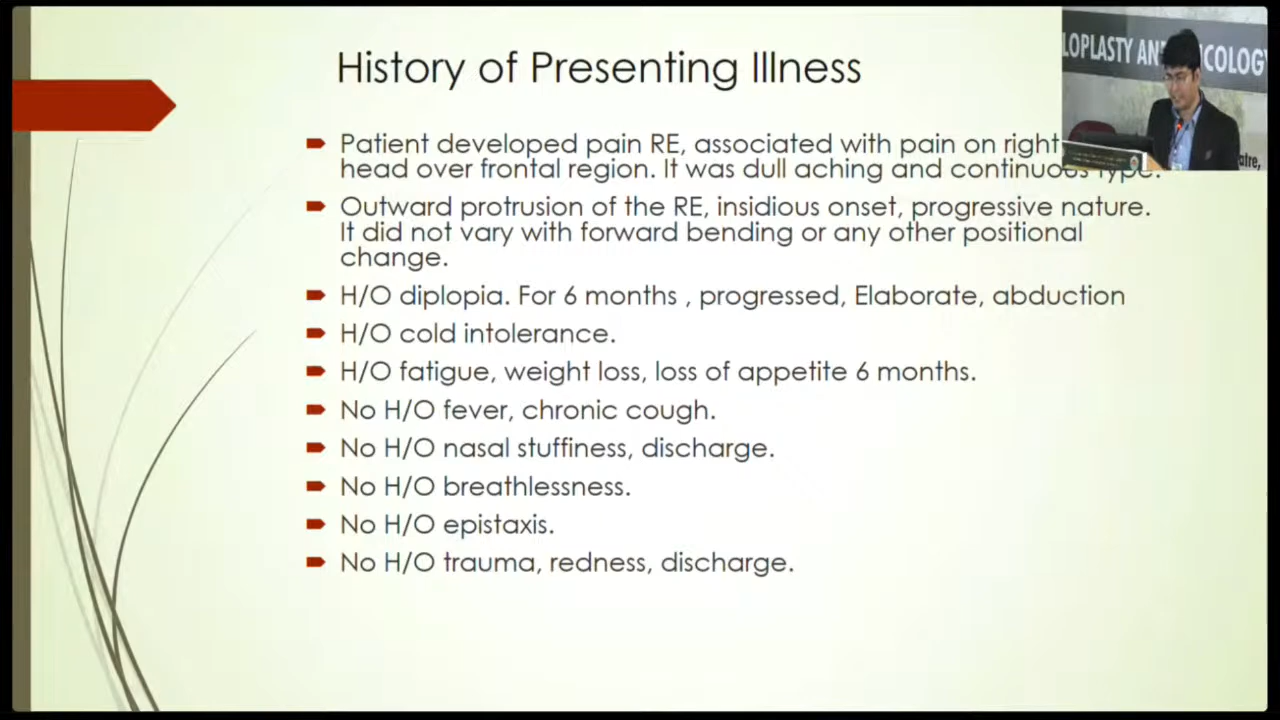 History of Presenting Illness
LOPLASTY AN
COLOGY
Patient developed pain RE, associated with pain on right
head over frontal region. It was dull aching and continuous type.
atre,
Outward protrusion of the RE, insidious onset, progressive nature.
It did not vary with forward bending or any other positional
change.
H/O diplopia. For 6 months , progressed, Elaborate, abduction
H/O cold intolerance.
H/O fatigue, weight loss, loss of appetite 6 months.
No H/O fever, chronic cough.
No H/O nasal stuffiness, discharge.
No H/O breathlessness.
No H/O epistaxis.
No H/O trauma, redness, discharge.